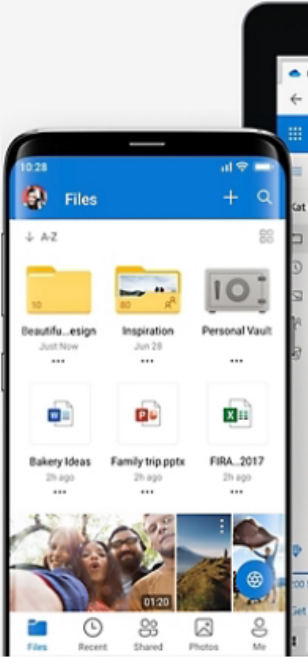 10:28
Files
A-Z
10
80
Beautifu...esign
Inspiration
Personal Vault
Just Now
Jun 28
Bakery Ideas
Family trip.pptx
FIRA...2017
2h ago
2h ago
2h ago
01:20
Files
Recent
Shared
Photos
Me